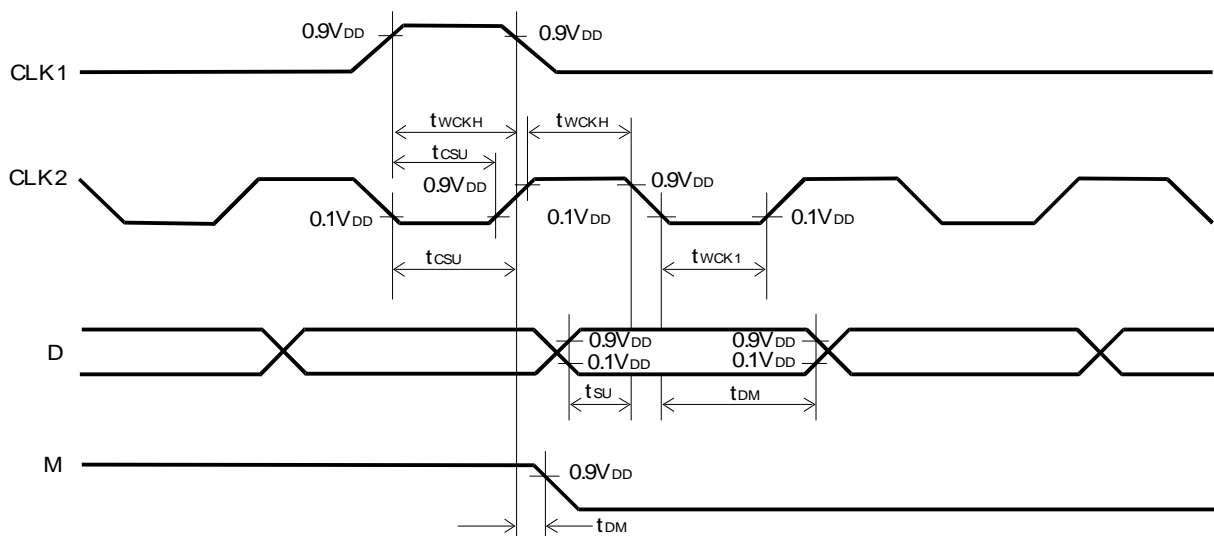 0.9VDD
0.9VDD
CLK1
tWCKH
tWCKH
tCSU
CLK2
0.9VDD
0.9VDD
0.1VDD
0.1VDD
0.1VDD
tCSU
tWCK1
D
0.9VDD
0.9VDD
0.1VDD
0.1VDD
tSU
tDM
M
0.9VDD
tDM